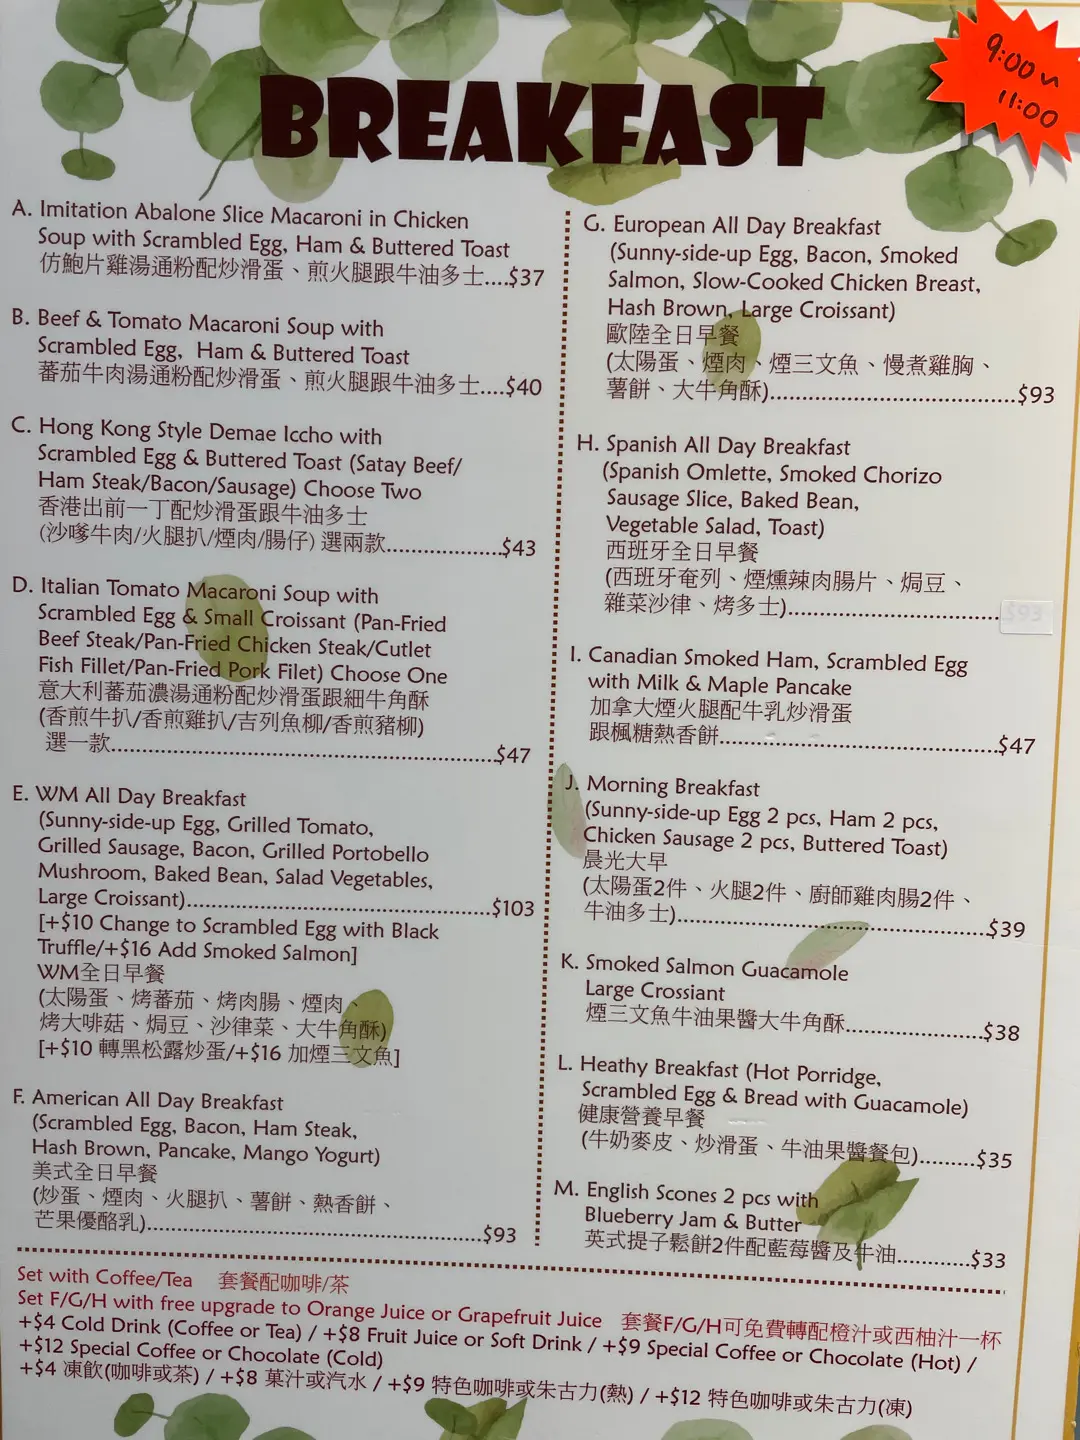 BREAKFAST
9:00~
11:00
A. Imitation Abalone Slice Macaroni in Chicken
Soup with Scrambled Egg, Ham & Buttered Toast
仿鮑片雞湯通粉配炒滑蛋、煎火腿跟牛油多士....$37
B. Beef & Tomato Macaroni Soup with
Scrambled Egg, Ham & Buttered Toast
蕃茄牛肉湯通粉配炒滑蛋、煎火腿跟牛油多士....$40
C. Hong Kong Style Demae Iccho with
Scrambled Egg & Buttered Toast (Satay Beef/
Ham Steak/Bacon/Sausage) Choose Two
香港出前一丁配炒滑蛋跟牛油多士
(沙嗲牛肉/火腿扒/煙肉/腸仔) 選兩款..................$43
D. Italian Tomato Macaroni Soup with
Scrambled Egg & Small Croissant (Pan-Fried
Beef Steak/Pan-Fried Chicken Steak/Cutlet
Fish Fillet/Pan-Fried Pork Filet) Choose One
意大利蕃茄濃湯通粉配炒滑蛋跟細牛角酥
(香煎牛扒/香煎雞扒/吉列魚柳/香煎豬柳)
選一款............................................................$47
E. WM All Day Breakfast
(Sunny-side-up Egg, Grilled Tomato,
Grilled Sausage, Bacon, Grilled Portobello
Mushroom, Baked Bean, Salad Vegetables,
Large Croissant)...............................................$103
[+$10 Change to Scrambled Egg with Black
Truffle/+$16 Add Smoked Salmon]
WM全日早餐
(太陽蛋、烤蕃茄、烤肉腸、煙肉、
烤大啡菇、焗豆、沙律菜、大牛角酥)
[+$10 轉黑松露炒蛋/+$16 加煙三文魚]
F. American All Day Breakfast
(Scrambled Egg, Bacon, Ham Steak,
Hash Brown, Pancake, Mango Yogurt)
美式全日早餐
(炒蛋、煙肉、火腿扒、薯餅、熱香餅、
芒果優酪乳)....................................................$93
G. European All Day Breakfast
(Sunny-side-up Egg, Bacon, Smoked
Salmon, Slow-Cooked Chicken Breast,
Hash Brown, Large Croissant)
歐陸全日早餐
(太陽蛋、煙肉、煙三文魚、慢煮雞胸、
薯餅、大牛角酥)......................................$93
H. Spanish All Day Breakfast
(Spanish Omlette, Smoked Chorizo
Sausage Slice, Baked Bean,
Vegetable Salad, Toast)
西班牙全日早餐
(西班牙奄列、煙燻辣肉腸片、焗豆、
雜菜沙律、烤多士)..................................$93
I. Canadian Smoked Ham, Scrambled Egg
with Milk & Maple Pancake
加拿大煙火腿配牛乳炒滑蛋
跟楓糖熱香餅...........................................$47
J. Morning Breakfast
(Sunny-side-up Egg 2 pcs, Ham 2 pcs,
Chicken Sausage 2 pcs, Buttered Toast)
晨光大早
(太陽蛋2件、火腿2件、廚師雞肉腸2件、
牛油多士)................................................$39
K. Smoked Salmon Guacamole
Large Crossiant
煙三文魚牛油果醬大牛角酥.....................$38
L. Heathy Breakfast (Hot Porridge,
Scrambled Egg & Bread with Guacamole)
健康營養早餐
(牛奶麥皮、炒滑蛋、牛油果醬餐包).........$35
M. English Scones 2 pcs with
Blueberry Jam & Butter
英式提子鬆餅2件配藍莓醬及牛油............$33
Set with Coffee/Tea 套餐配咖啡/茶
Set F/G/H with free upgrade to Orange Juice or Grapefruit Juice 套餐F/G/H可免費轉配橙汁或西柚汁一杯
+$4 Cold Drink (Coffee or Tea) / +$8 Fruit Juice or Soft Drink / +$9 Special Coffee or Chocolate (Hot) /
+$12 Special Coffee or Chocolate (Cold)
+$4 凍飲(咖啡或茶) / +$8 菓汁或汽水 / +$9 特色咖啡或朱古力(熱) / +$12 特色咖啡或朱古力(凍)